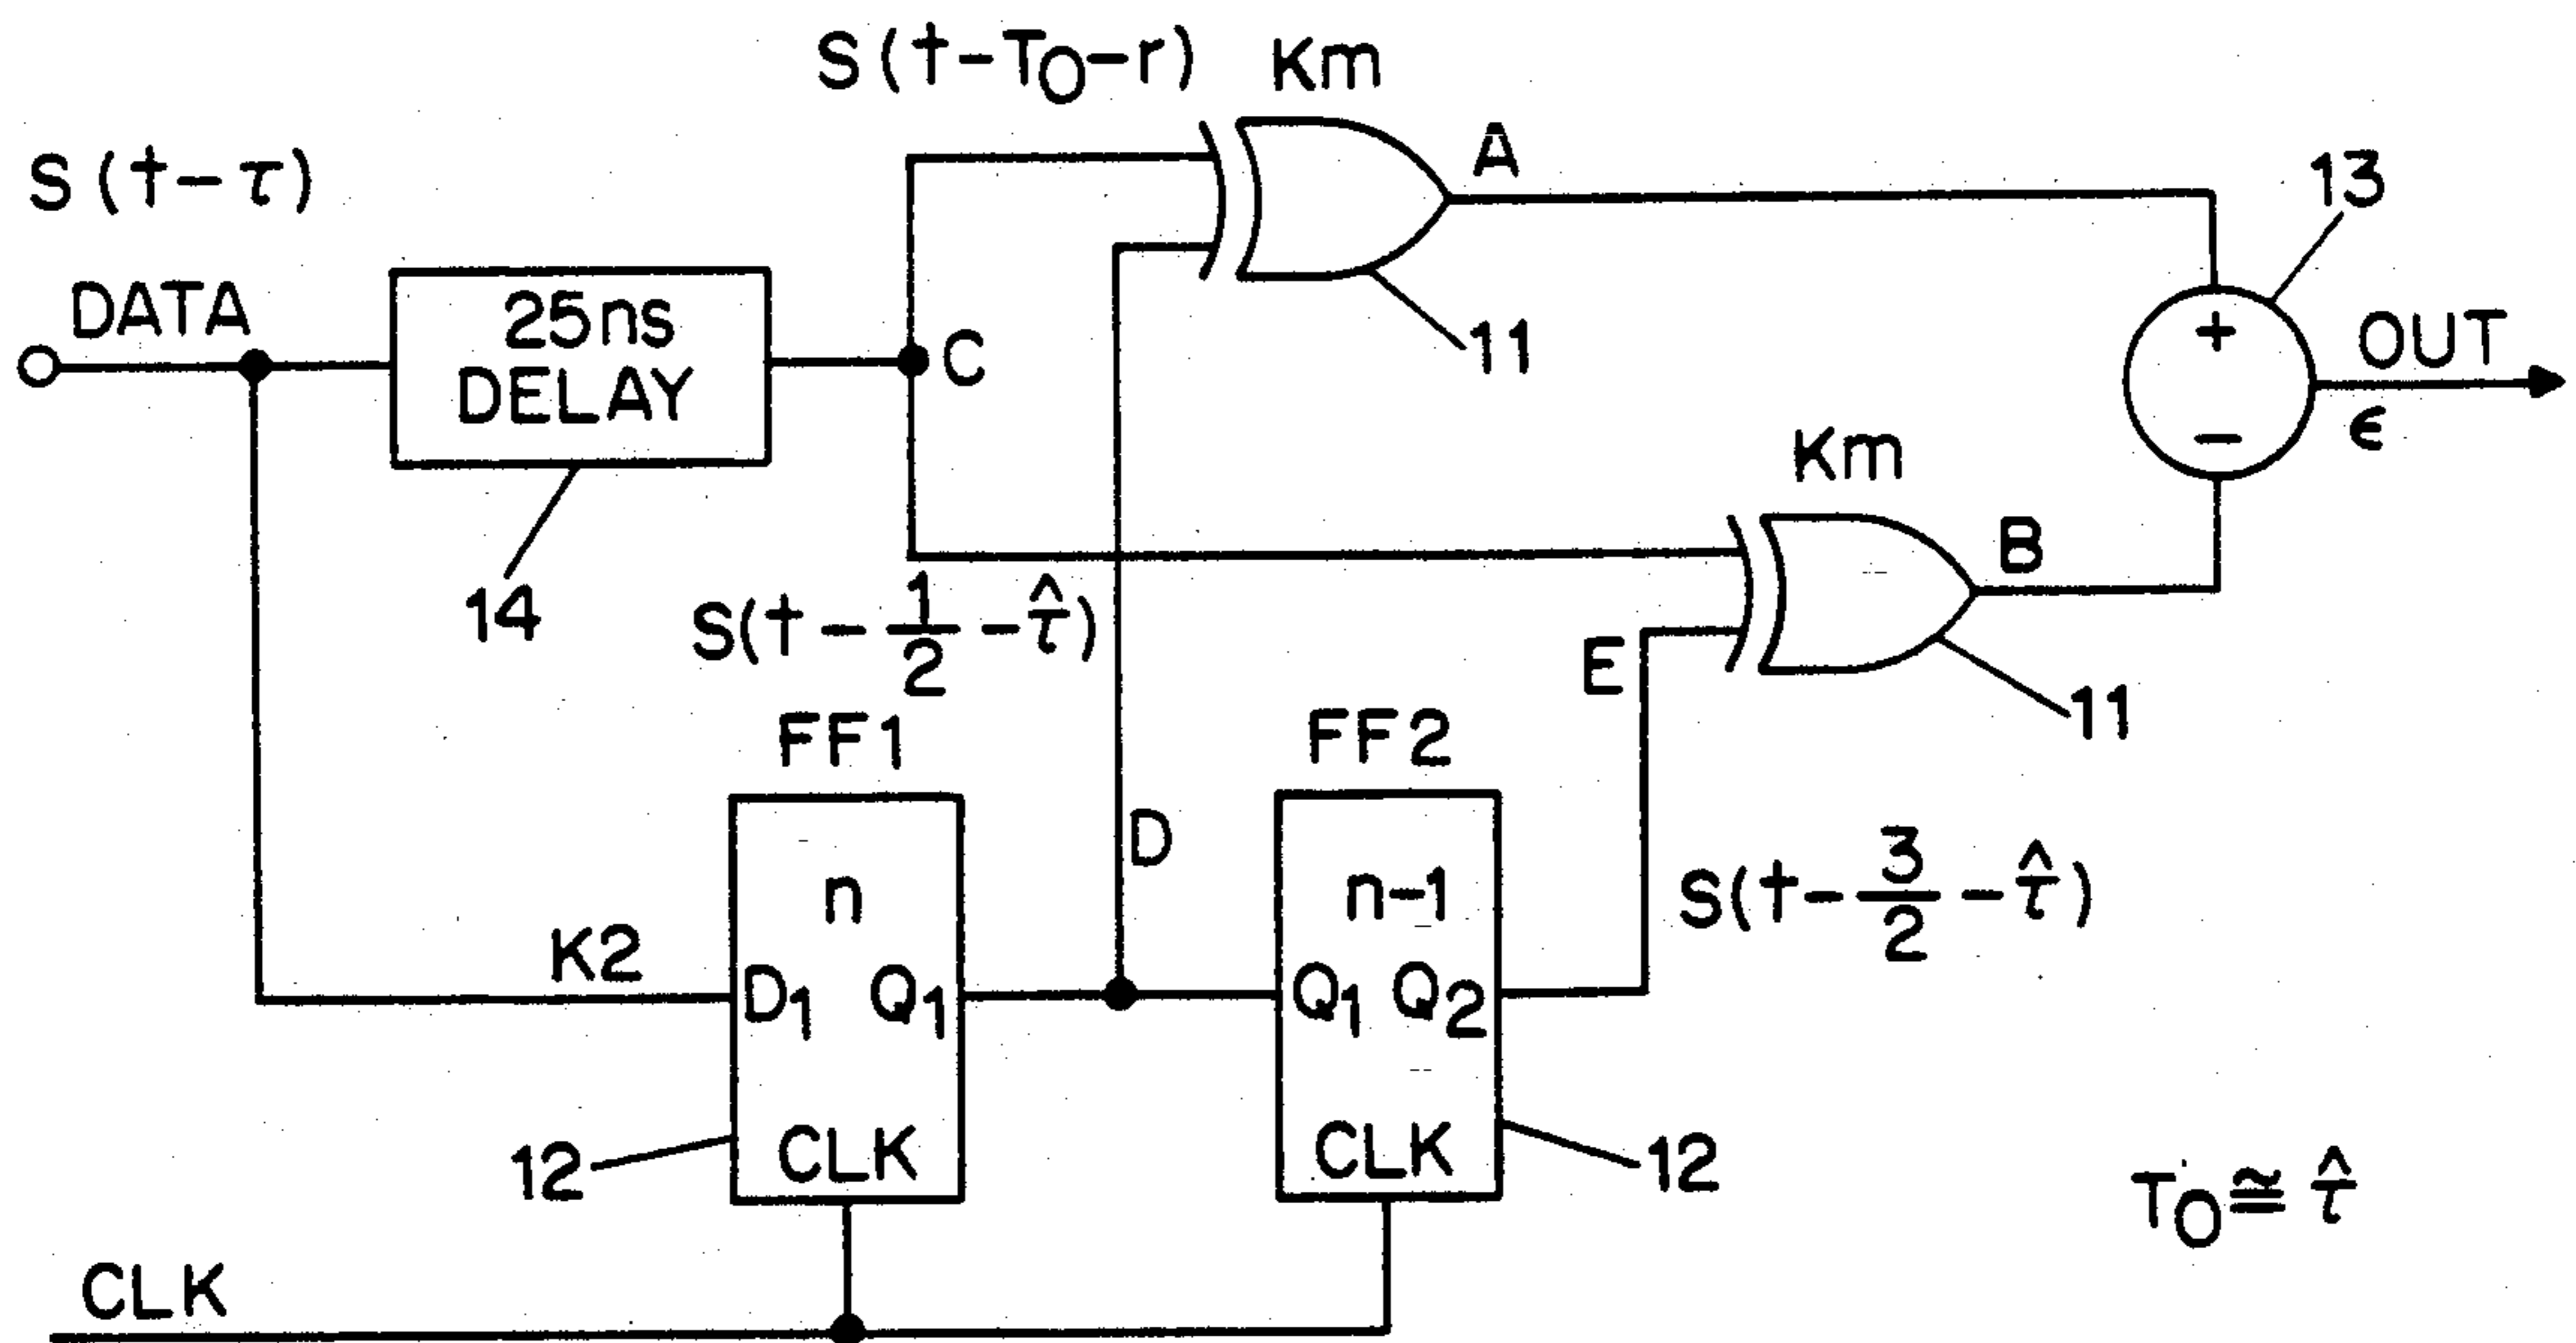 S(t-T₀-r)
Km
S(t-τ)
A
13
DATA
25ns
DELAY
C
11
+
OUT
ϵ
−
Km
B
14
S(t-1/2-τ̂)
E
11
FF1
FF2
D
n
n-1
S(t-3/2-τ̂)
K2
D₁ Q₁
Q₁ Q₂
12
CLK
CLK
12
T₀≅τ̂
CLK